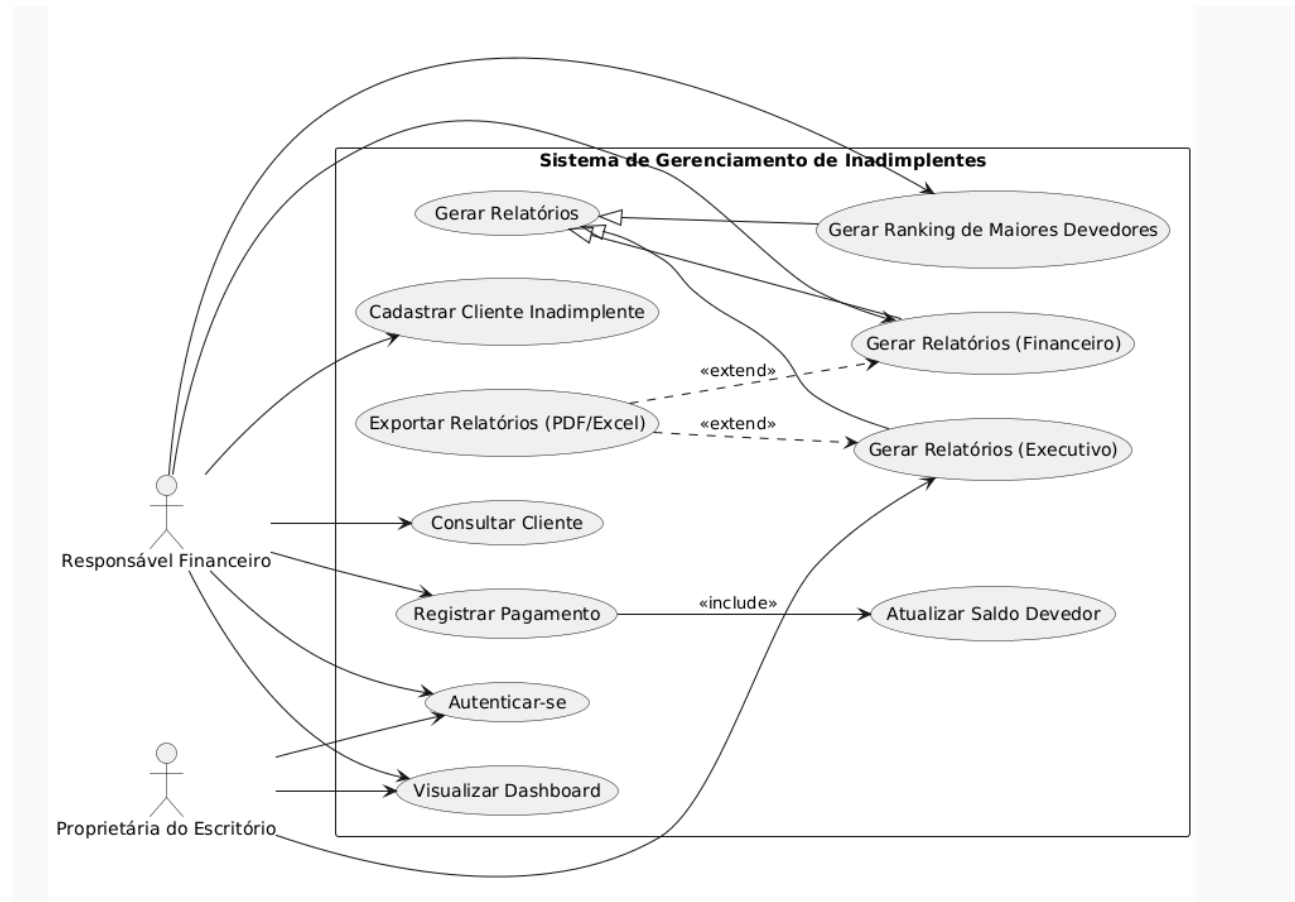 Sistema de Gerenciamento de Inadimplentes
Gerar Relatórios
Gerar Ranking de Maiores Devedores
Cadastrar Cliente Inadimplente
Gerar Relatórios (Financeiro)
«extend»
Exportar Relatórios (PDF/Excel)
«extend»
Gerar Relatórios (Executivo)
Consultar Cliente
Responsável Financeiro
Registrar Pagamento
«include»
Atualizar Saldo Devedor
Autenticar-se
Visualizar Dashboard
Proprietária do Escritório